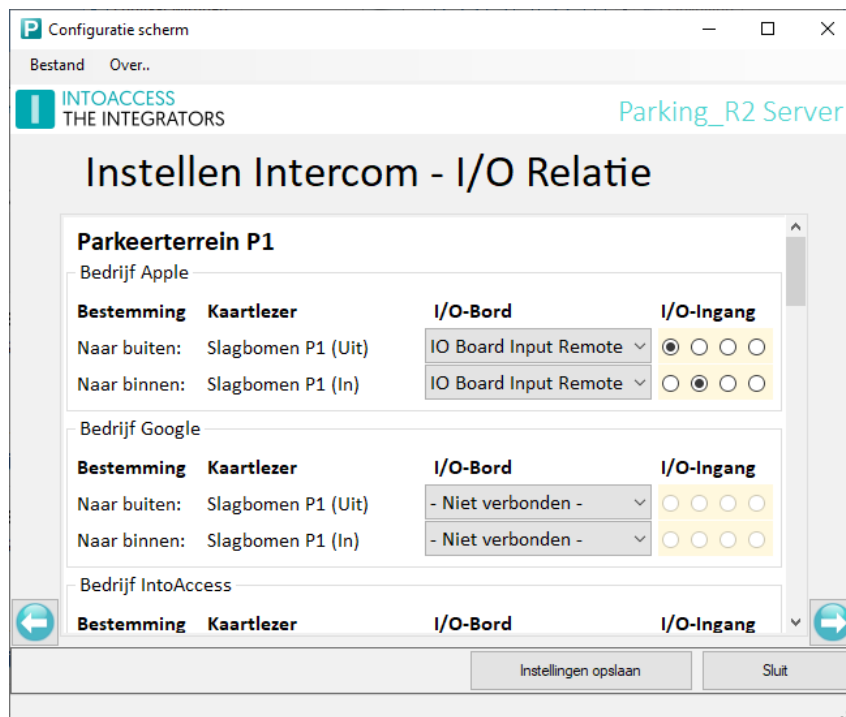 Configuratie scherm
Bestand Over..
INTOACCESS
THE INTEGRATORS
Parking_R2 Server
Instellen Intercom - I/O Relatie
Parkeerterrein P1
Bedrijf Apple
Bestemming Kaartlezer I/O-Bord I/O-Ingang
Naar buiten: Slagbomen P1 (Uit) IO Board Input Remote
Naar binnen: Slagbomen P1 (In) IO Board Input Remote
Bedrijf Google
Bestemming Kaartlezer I/O-Bord I/O-Ingang
Naar buiten: Slagbomen P1 (Uit) - Niet verbonden -
Naar binnen: Slagbomen P1 (In) - Niet verbonden -
Bedrijf IntoAccess
Bestemming Kaartlezer I/O-Bord I/O-Ingang
Instellingen opslaan Sluit